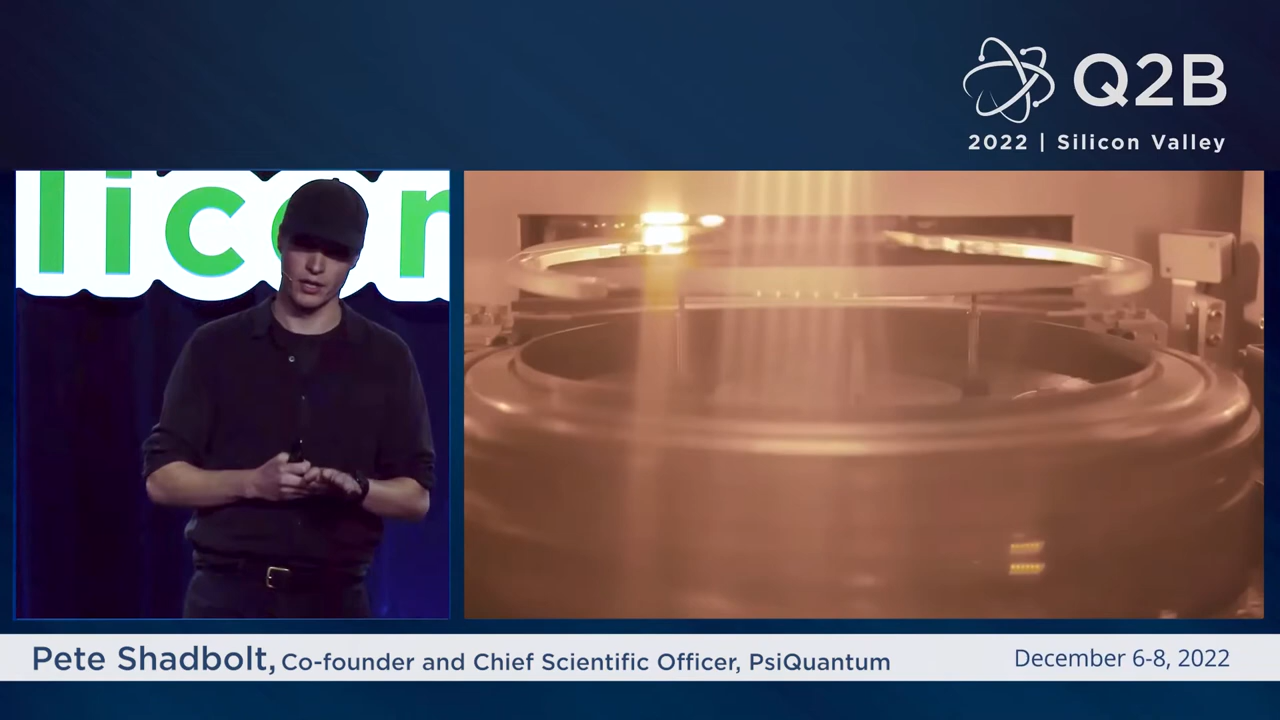 Q2B
2022 | Silicon Valley
licon
Pete Shadbolt, Co-founder and Chief Scientific Officer, PsiQuantum
December 6-8, 2022